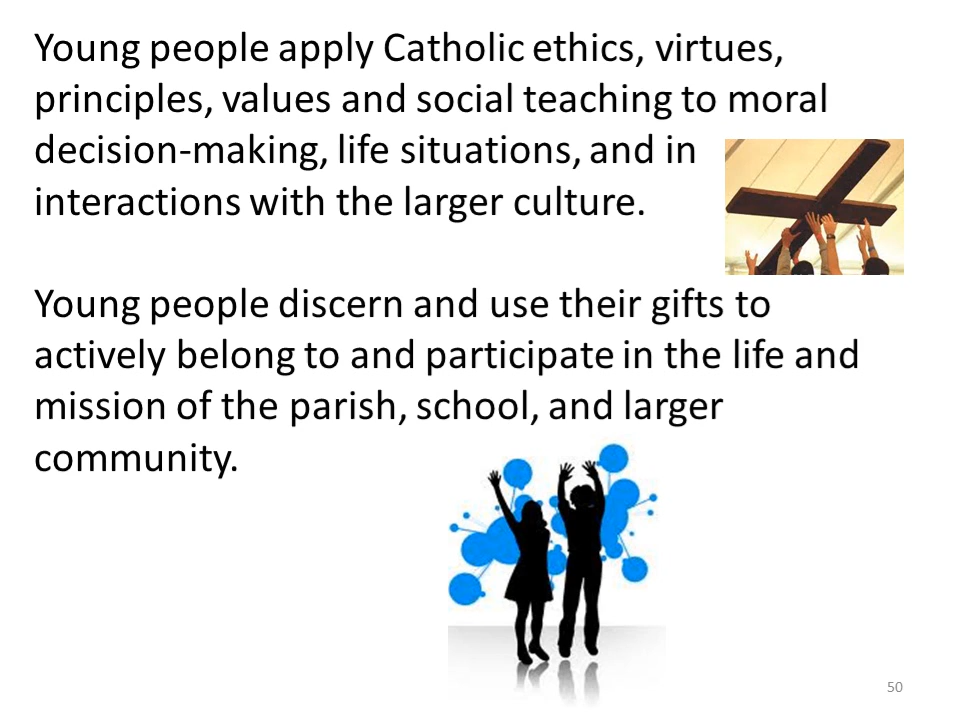 Young people apply Catholic ethics, virtues,
principles, values and social teaching to moral
decision-making, life situations, and in
interactions with the larger culture.
Young people discern and use their gifts to
actively belong to and participate in the life and
mission of the parish, school, and larger
community.
50